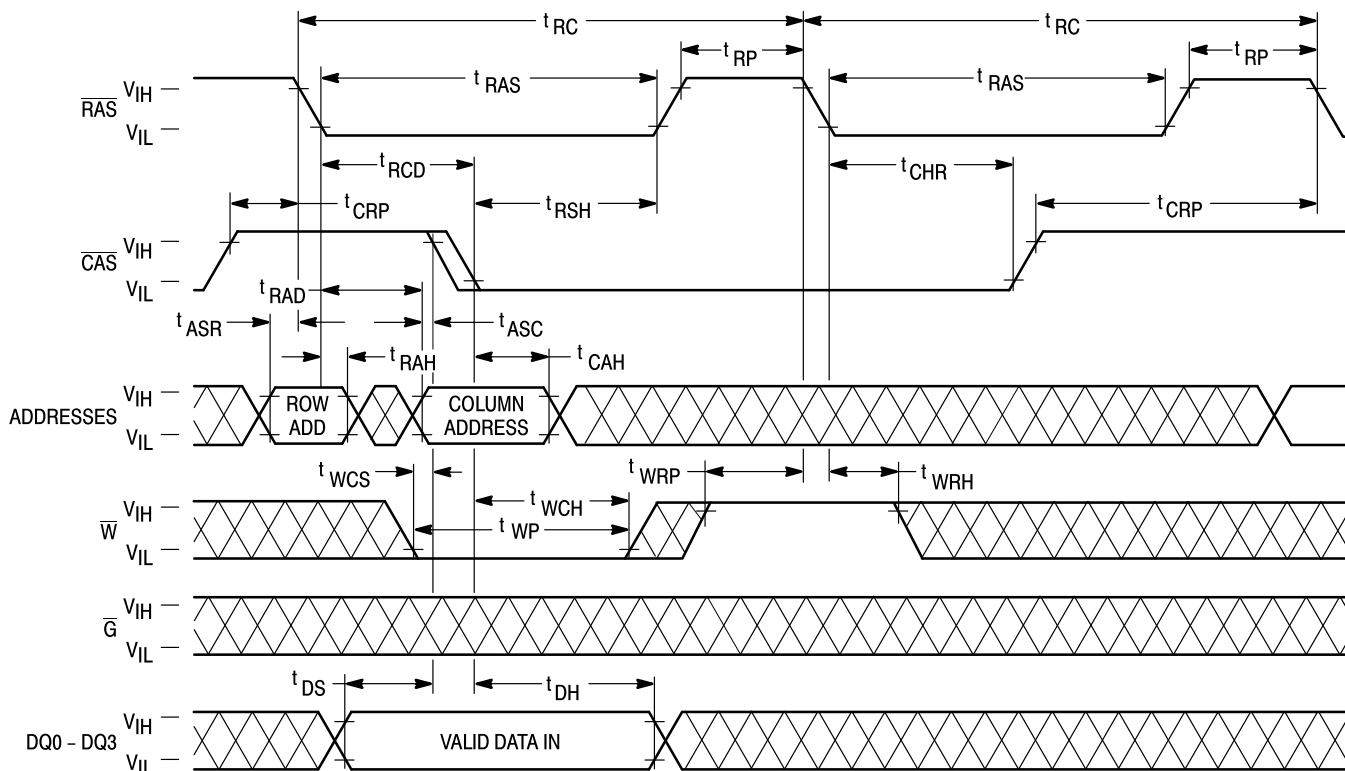 tRC tRC
tRP tRP
tRAS tRAS
RAS VIH
VIL
tRCD tCHR
tCRP tRSH tCRP
CAS VIH
VIL
tRAD
tASR tASC
tRAH tCAH
ADDRESSES VIH
VIL
ROW ADD
COLUMN ADDRESS
tWCS tWRP tWRH
tWCH
tWP
W VIH
VIL
G VIH
VIL
tDS tDH
DQ0 – DQ3 VIH
VIL
VALID DATA IN